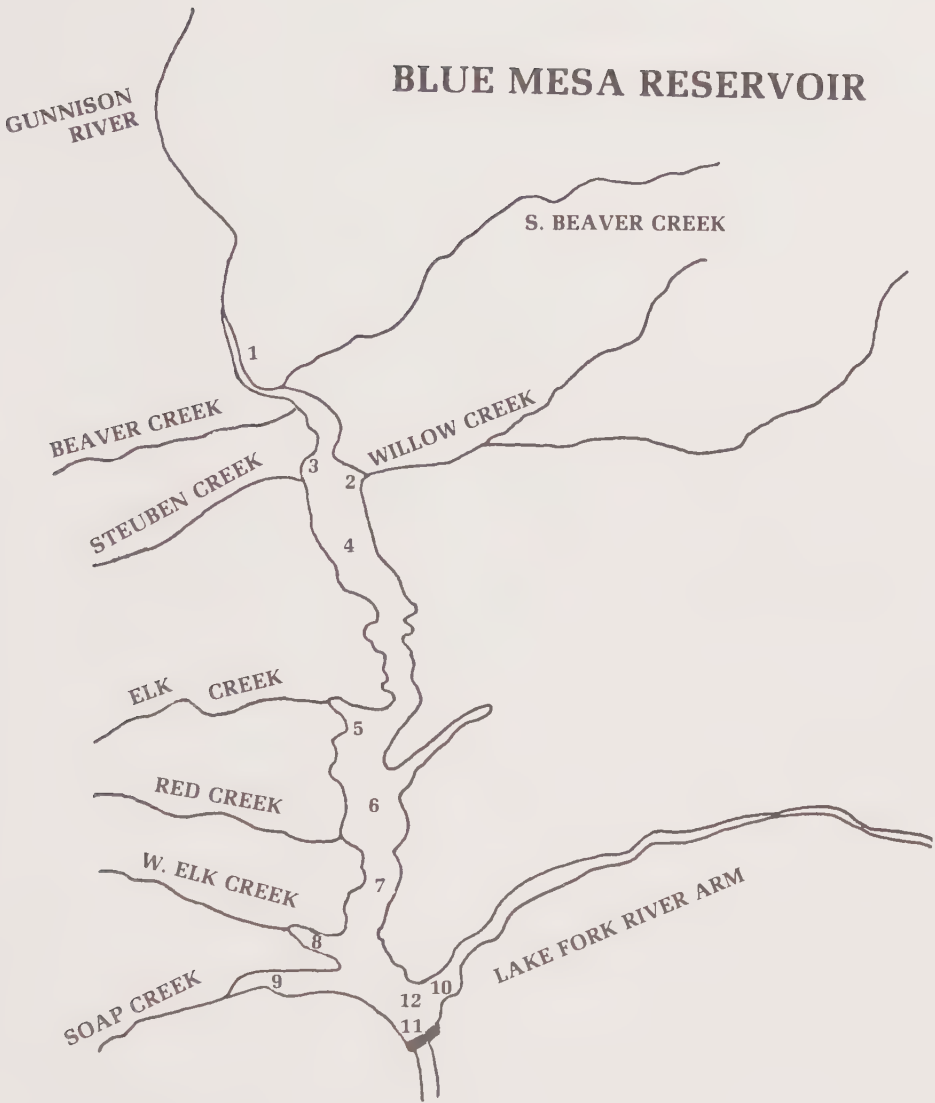 BLUE MESA RESERVOIR
GUNNISON
RIVER
S. BEAVER CREEK
1
BEAVER CREEK
WILLOW CREEK
3
2
STEUBEN CREEK
4
ELK CREEK
5
RED CREEK
6
W. ELK CREEK
7
LAKE FORK RIVER ARM
8
SOAP CREEK
9
10
12
11